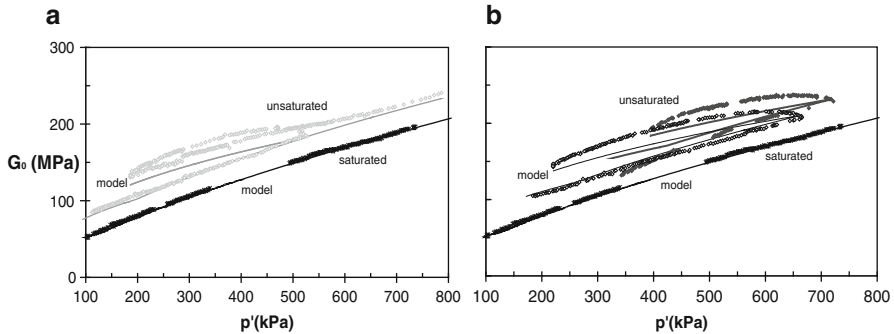 a
b
300
200
100
0
G₀ (MPa)
unsaturated
model
saturated
model
100 200 300 400 500 600 700 800
p'(kPa)
unsaturated
model
saturated
model
100 200 300 400 500 600 700 800
p'(kPa)